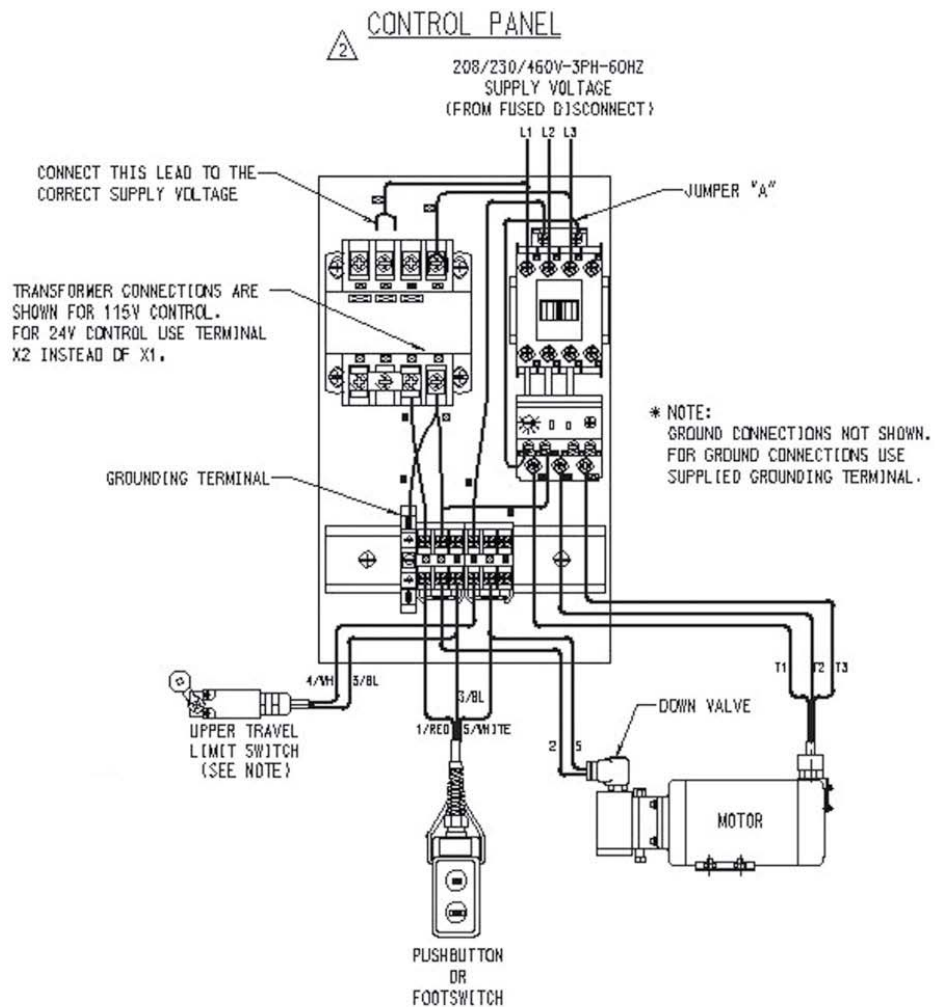 CONTROL PANEL
2
208/230/460V-3PH-60HZ
SUPPLY VOLTAGE
(FROM FUSED DISCONNECT)
L1 L2 L3
CONNECT THIS LEAD TO THE
CORRECT SUPPLY VOLTAGE
JUMPER "A"
TRANSFORMER CONNECTIONS ARE
SHOWN FOR 115V CONTROL.
FOR 24V CONTROL USE TERMINAL
X2 INSTEAD OF X1.
* NOTE:
GROUND CONNECTIONS NOT SHOWN.
FOR GROUND CONNECTIONS USE
SUPPLIED GROUNDING TERMINAL.
GROUNDING TERMINAL
T1 T2 T3
4/WH 3/BL
3/BL
1/RED 5/WHITE
2 5
UPPER TRAVEL
LIMIT SWITCH
(SEE NOTE)
DOWN VALVE
MOTOR
PUSHBUTTON
OR
FOOTSWITCH